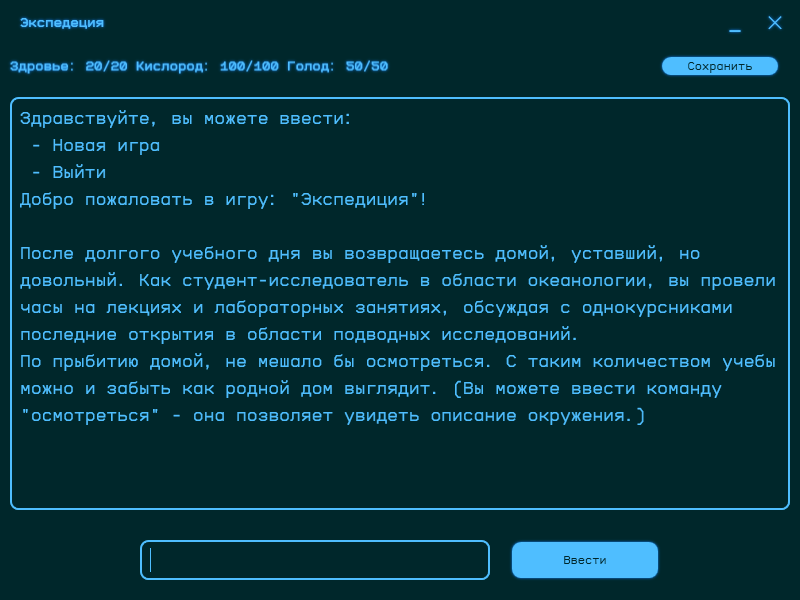 Экспедеция
Здровье: 20/20 Кислород: 100/100 Голод: 50/50
Сохранить
Здравствуйте, вы можете ввести:
- Новая игра
- Выйти
Добро пожаловать в игру: "Экспедиция"!
После долгого учебного дня вы возвращаетесь домой, уставший, но
довольный. Как студент-исследователь в области океанологии, вы провели
часы на лекциях и лабораторных занятиях, обсуждая с однокурсниками
последние открытия в области подводных исследований.
По прыбитию домой, не мешало бы осмотреться. С таким количеством учебы
можно и забыть как родной дом выглядит. (Вы можете ввести команду
"осмотреться" - она позволяет увидеть описание окружения.)
Ввести